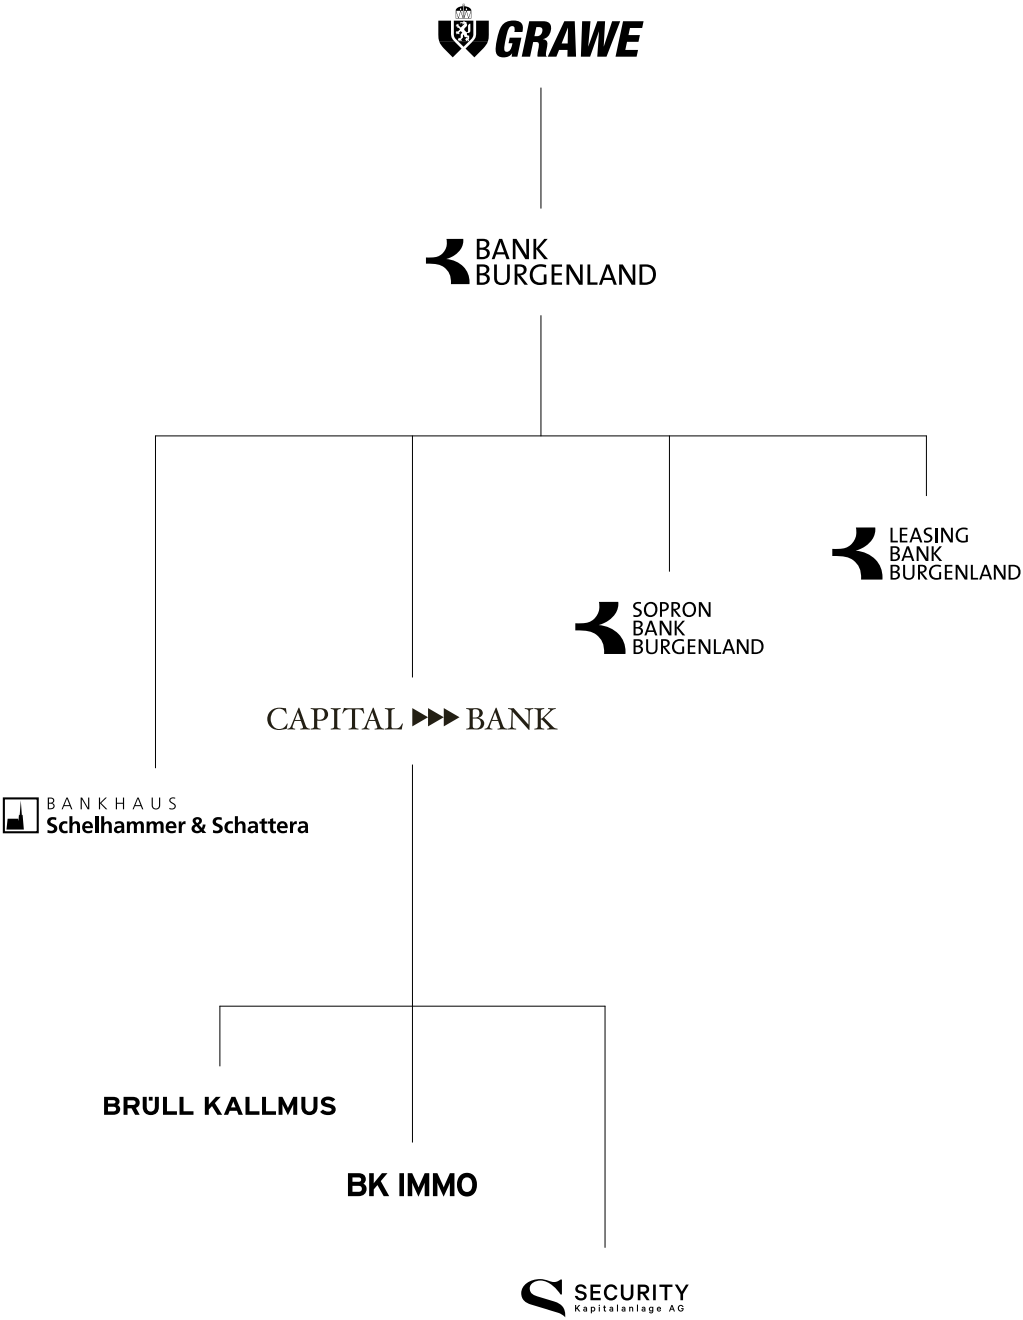 GRAWE
BANK
BURGENLAND
LEASING
BANK
BURGENLAND
SOPRON
BANK
BURGENLAND
CAPITAL BANK
BANKHAUS
Schelhammer & Schattera
BRÜLL KALLMUS
BK IMMO
SECURITY
Kapitalanlage AG